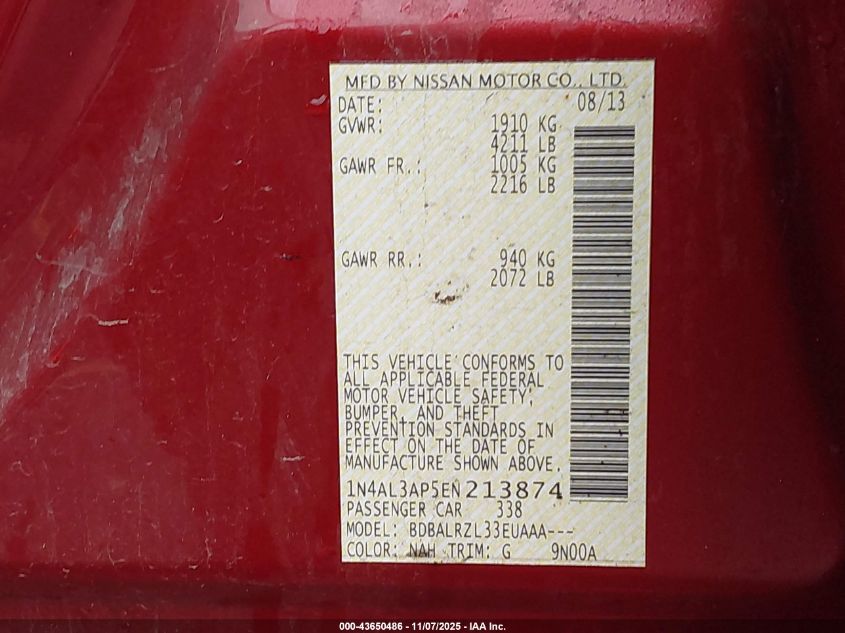 MFD BY NISSAN MOTOR CO., LTD.
DATE: 08/13
GVWR: 1910 KG
4211 LB
GAWR FR.: 1005 KG
2216 LB
GAWR RR.: 940 KG
2072 LB
THIS VEHICLE CONFORMS TO
ALL APPLICABLE FEDERAL
MOTOR VEHICLE SAFETY,
BUMPER, AND THEFT
PREVENTION STANDARDS IN
EFFECT ON THE DATE OF
MANUFACTURE SHOWN ABOVE.
1N4AL3AP5EN213874
PASSENGER CAR 338
MODEL: BDBALRZL33EUAAA---
COLOR: NAH TRIM: G 9N00A
000-43650486 - 11/07/2025 - IAA Inc.